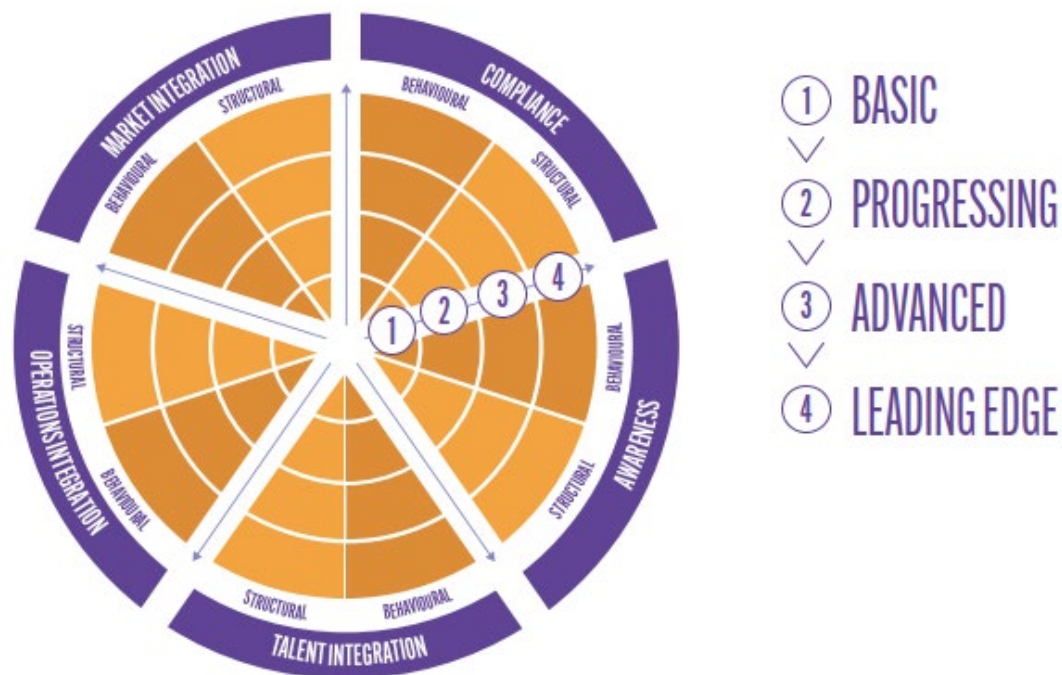 MARKET INTEGRATION
COMPLIANCE
STRUCTURAL
BEHAVIOURAL
BEHAVIOURAL
STRUCTURAL
1
2
3
4
STRUCTURAL
BEHAVIOURAL
OPERATIONS INTEGRATION
AWARENESS
BEHAVIOURAL
STRUCTURAL
STRUCTURAL
BEHAVIOURAL
TALENT INTEGRATION
1 BASIC
2 PROGRESSING
3 ADVANCED
4 LEADING EDGE